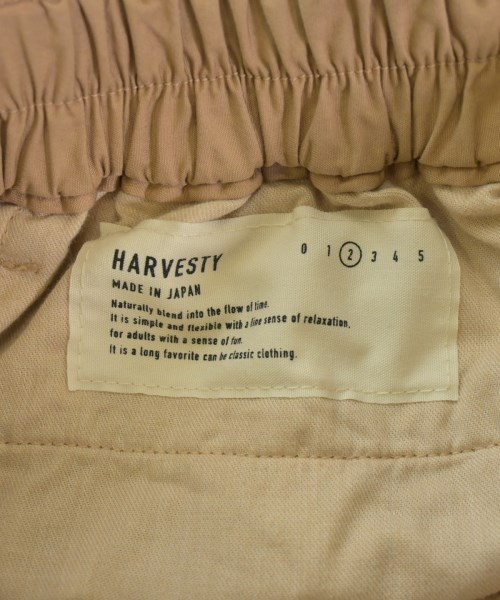 HARVESTY
0 1 2 3 4 5
MADE IN JAPAN
Naturally blend into the flow of time.
It is simple and flexible with a fine sense of relaxation,
for adults with a sense of fun.
It is a long favorite can be classic clothing.